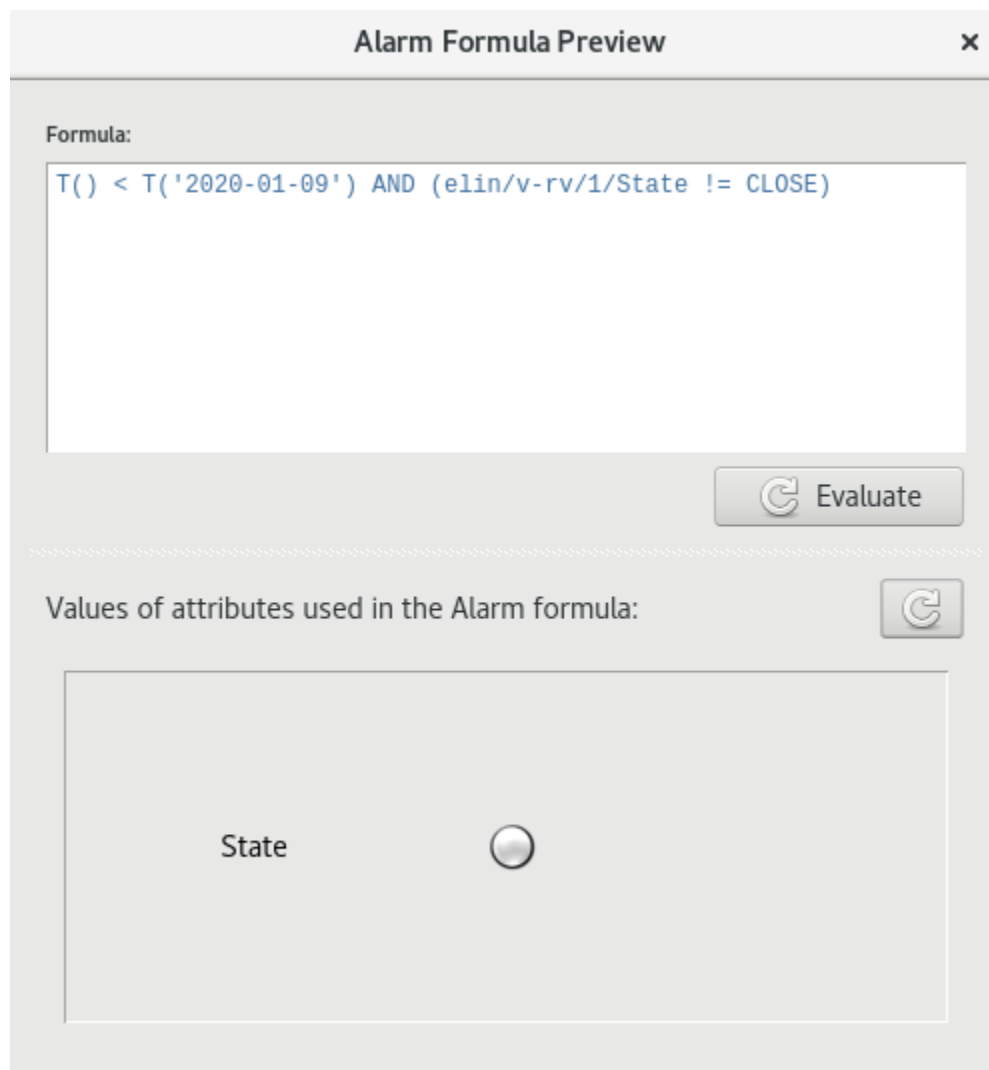 Alarm Formula Preview
Formula:
T() < T('2020-01-09') AND (elin/v-rv/1/State != CLOSE)
Evaluate
Values of attributes used in the Alarm formula:
State